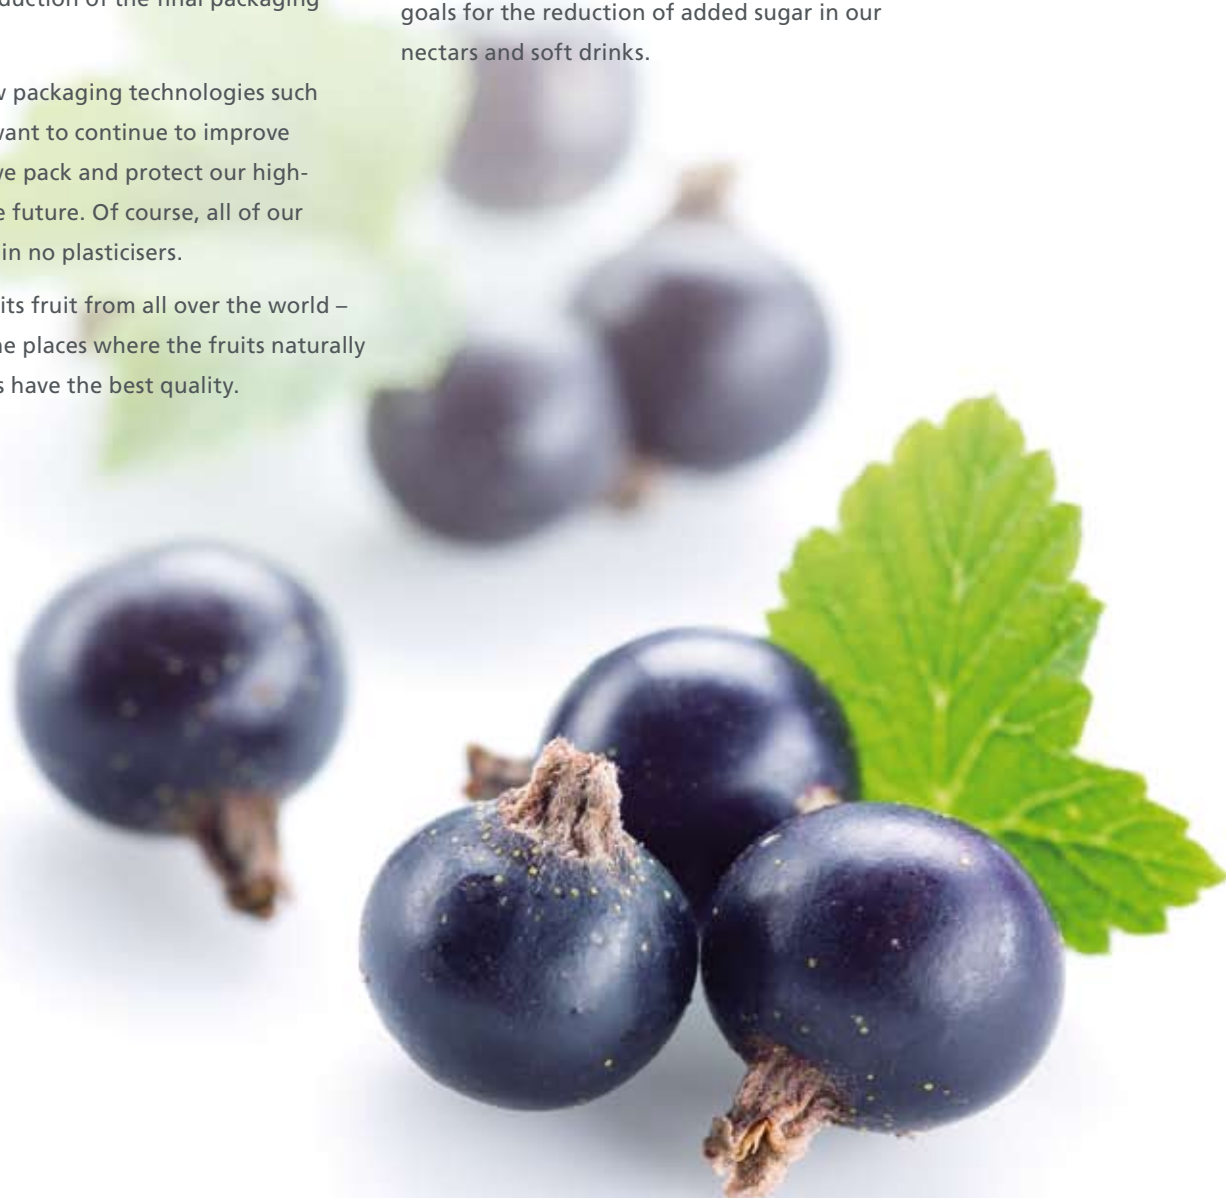 duction of the final packaging
w packaging technologies such
want to continue to improve
ve pack and protect our high-
e future. Of course, all of our
in no plasticisers.
its fruit from all over the world –
he places where the fruits naturally
s have the best quality.
goals for the reduction of added sugar in our
nectars and soft drinks.